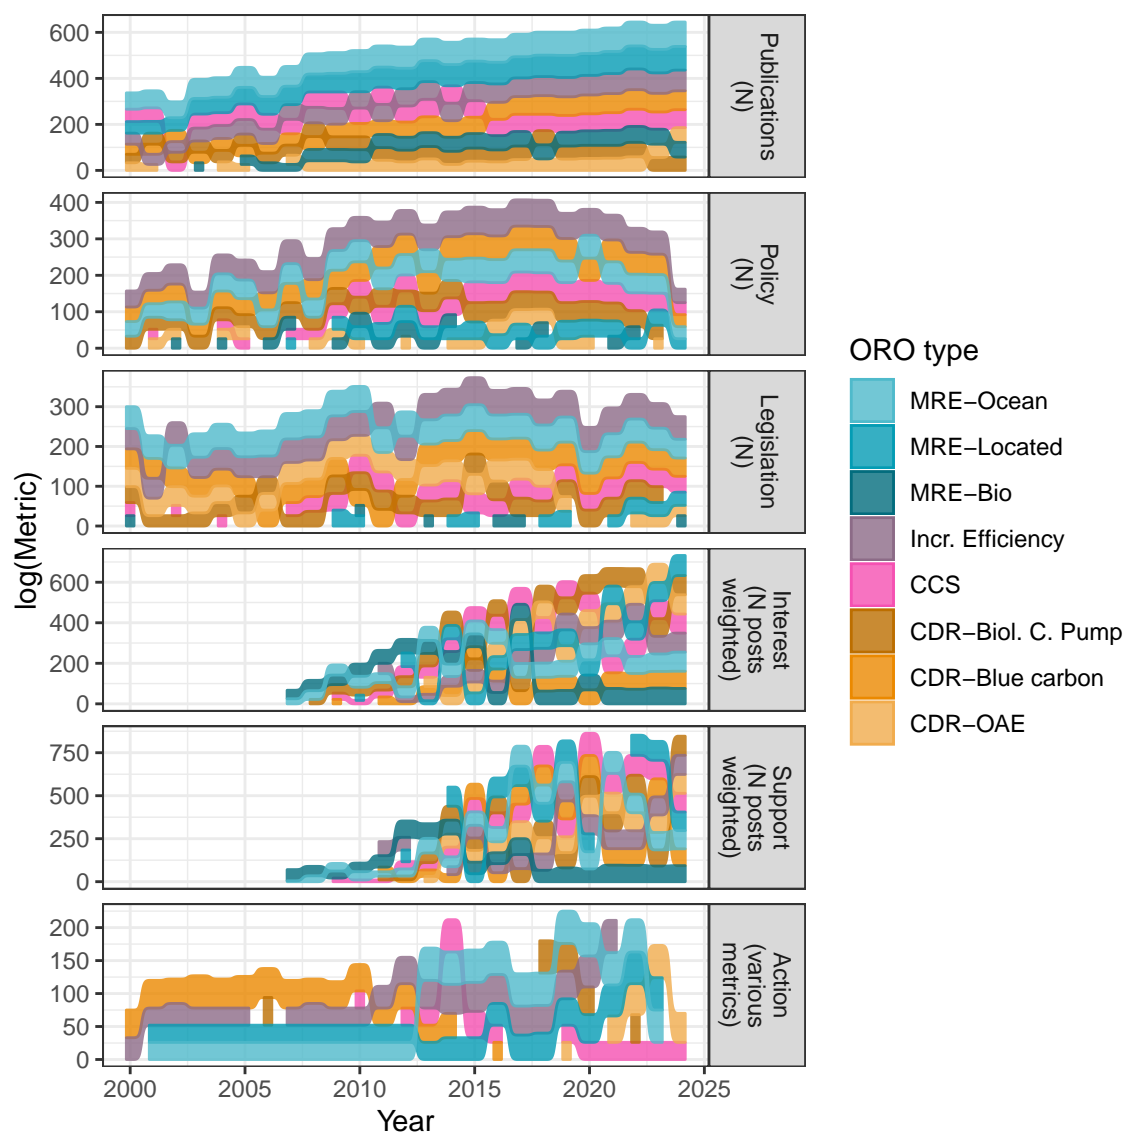 600
400
200
0
Publications
(N)
400
300
200
100
0
Policy
(N)
300
200
100
0
Legislation
(N)
600
400
200
0
Interest
(N posts
weighted)
750
500
250
0
Support
(N posts
weighted)
200
150
100
50
0
Action
(various
metrics)
2000 2005 2010 2015 2020 2025
Year
log(Metric)
ORO type
MRE−Ocean
MRE−Located
MRE−Bio
Incr. Efficiency
CCS
CDR−Biol. C. Pump
CDR−Blue carbon
CDR−OAE